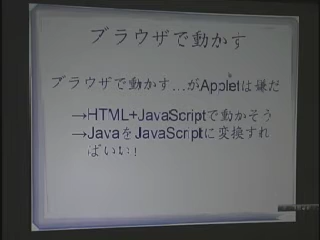 ブラウザで動かす
ブラウザで動かす…がAppletは嫌だ
→HTML+JavaScriptで動かそう
→JavaをJavaScriptに変換すれ
ばいい!